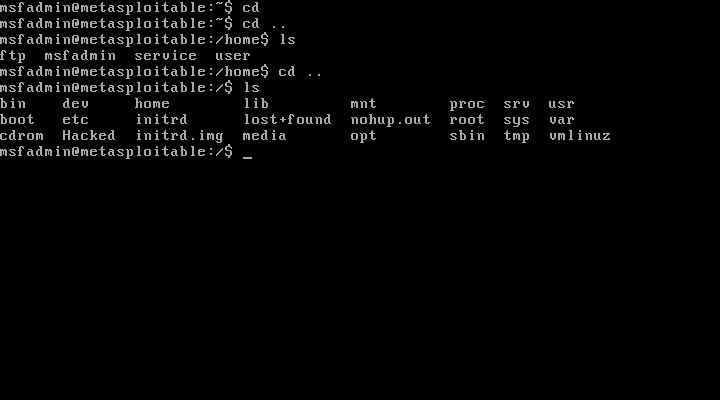 msfadmin@metasploitable:~$ cd
msfadmin@metasploitable:~$ cd ..
msfadmin@metasploitable:/home$ ls
ftp  msfadmin  service  user
msfadmin@metasploitable:/home$ cd ..
msfadmin@metasploitable:/$ ls
bin    dev     home        lib         mnt        proc  srv  usr
boot   etc     initrd      lost+found  nohup.out  root  sys  var
cdrom  Hacked  initrd.img  media       opt        sbin  tmp  vmlinuz
msfadmin@metasploitable:/$ _